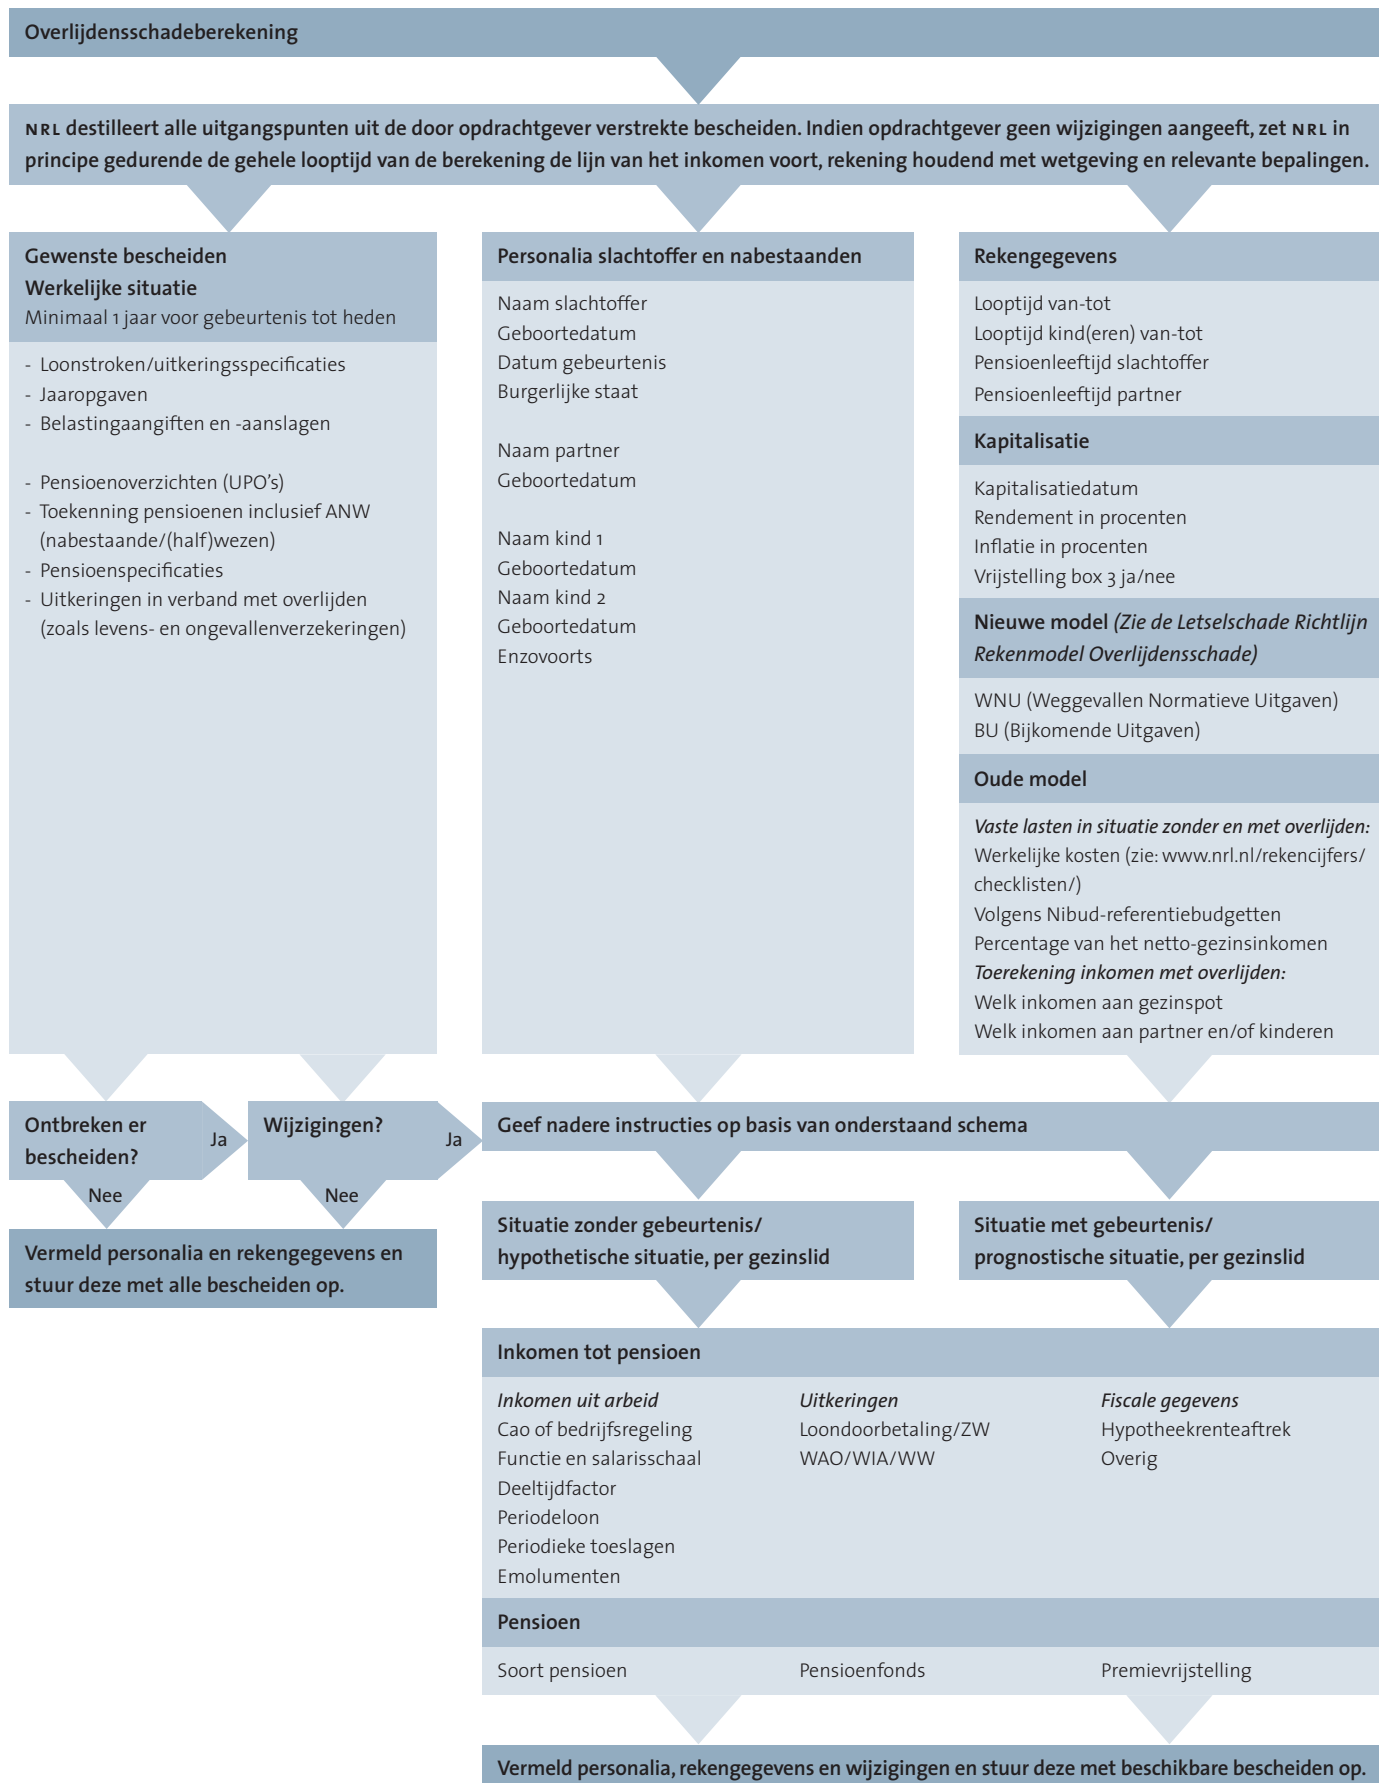 Overlijdensschadeberekening
NRL destilleert alle uitgangspunten uit de door opdrachtgever verstrekte bescheiden. Indien opdrachtgever geen wijzigingen aangeeft, zet NRL in
principe gedurende de gehele looptijd van de berekening de lijn van het inkomen voort, rekening houdend met wetgeving en relevante bepalingen.
Gewenste bescheiden
Werkelijke situatie
Minimaal 1 jaar voor gebeurtenis tot heden
- Loonstroken/uitkeringsspecificaties
- Jaaropgaven
- Belastingaangiften en -aanslagen
- Pensioenoverzichten (UPO's)
- Toekenning pensioenen inclusief ANW
(nabestaande/(half)wezen)
- Pensioenspecificaties
- Uitkeringen in verband met overlijden
(zoals levens- en ongevallenverzekeringen)
Personalia slachtoffer en nabestaanden
Naam slachtoffer
Geboortedatum
Datum gebeurtenis
Burgerlijke staat
Naam partner
Geboortedatum
Naam kind 1
Geboortedatum
Naam kind 2
Geboortedatum
Enzovoorts
Rekengegevens
Looptijd van-tot
Looptijd kind(eren) van-tot
Pensioenleeftijd slachtoffer
Pensioenleeftijd partner
Kapitalisatie
Kapitalisatiedatum
Rendement in procenten
Inflatie in procenten
Vrijstelling box 3 ja/nee
Nieuwe model (Zie de Letselschade Richtlijn
Rekenmodel Overlijdensschade)
WNU (Weggevallen Normatieve Uitgaven)
BU (Bijkomende Uitgaven)
Oude model
Vaste lasten in situatie zonder en met overlijden:
Werkelijke kosten (zie: www.nrl.nl/rekencijfers/
checklisten/)
Volgens Nibud-referentiebudgetten
Percentage van het netto-gezinsinkomen
Toerekening inkomen met overlijden:
Welk inkomen aan gezinspot
Welk inkomen aan partner en/of kinderen
Ontbreken er
bescheiden?
Ja
Nee
Wijzigingen?
Ja
Nee
Vermeld personalia en rekengegevens en
stuur deze met alle bescheiden op.
Geef nadere instructies op basis van onderstaand schema
Situatie zonder gebeurtenis/
hypothetische situatie, per gezinslid
Situatie met gebeurtenis/
prognostische situatie, per gezinslid
Inkomen tot pensioen
Inkomen uit arbeid
Cao of bedrijfsregeling
Functie en salarisschaal
Deeltijdfactor
Periodeloon
Periodieke toeslagen
Emolumenten
Uitkeringen
Loondoorbetaling/ZW
WAO/WIA/WW
Fiscale gegevens
Hypotheekrenteaftrek
Overig
Pensioen
Soort pensioen
Pensioenfonds
Premievrijstelling
Vermeld personalia, rekengegevens en wijzigingen en stuur deze met beschikbare bescheiden op.